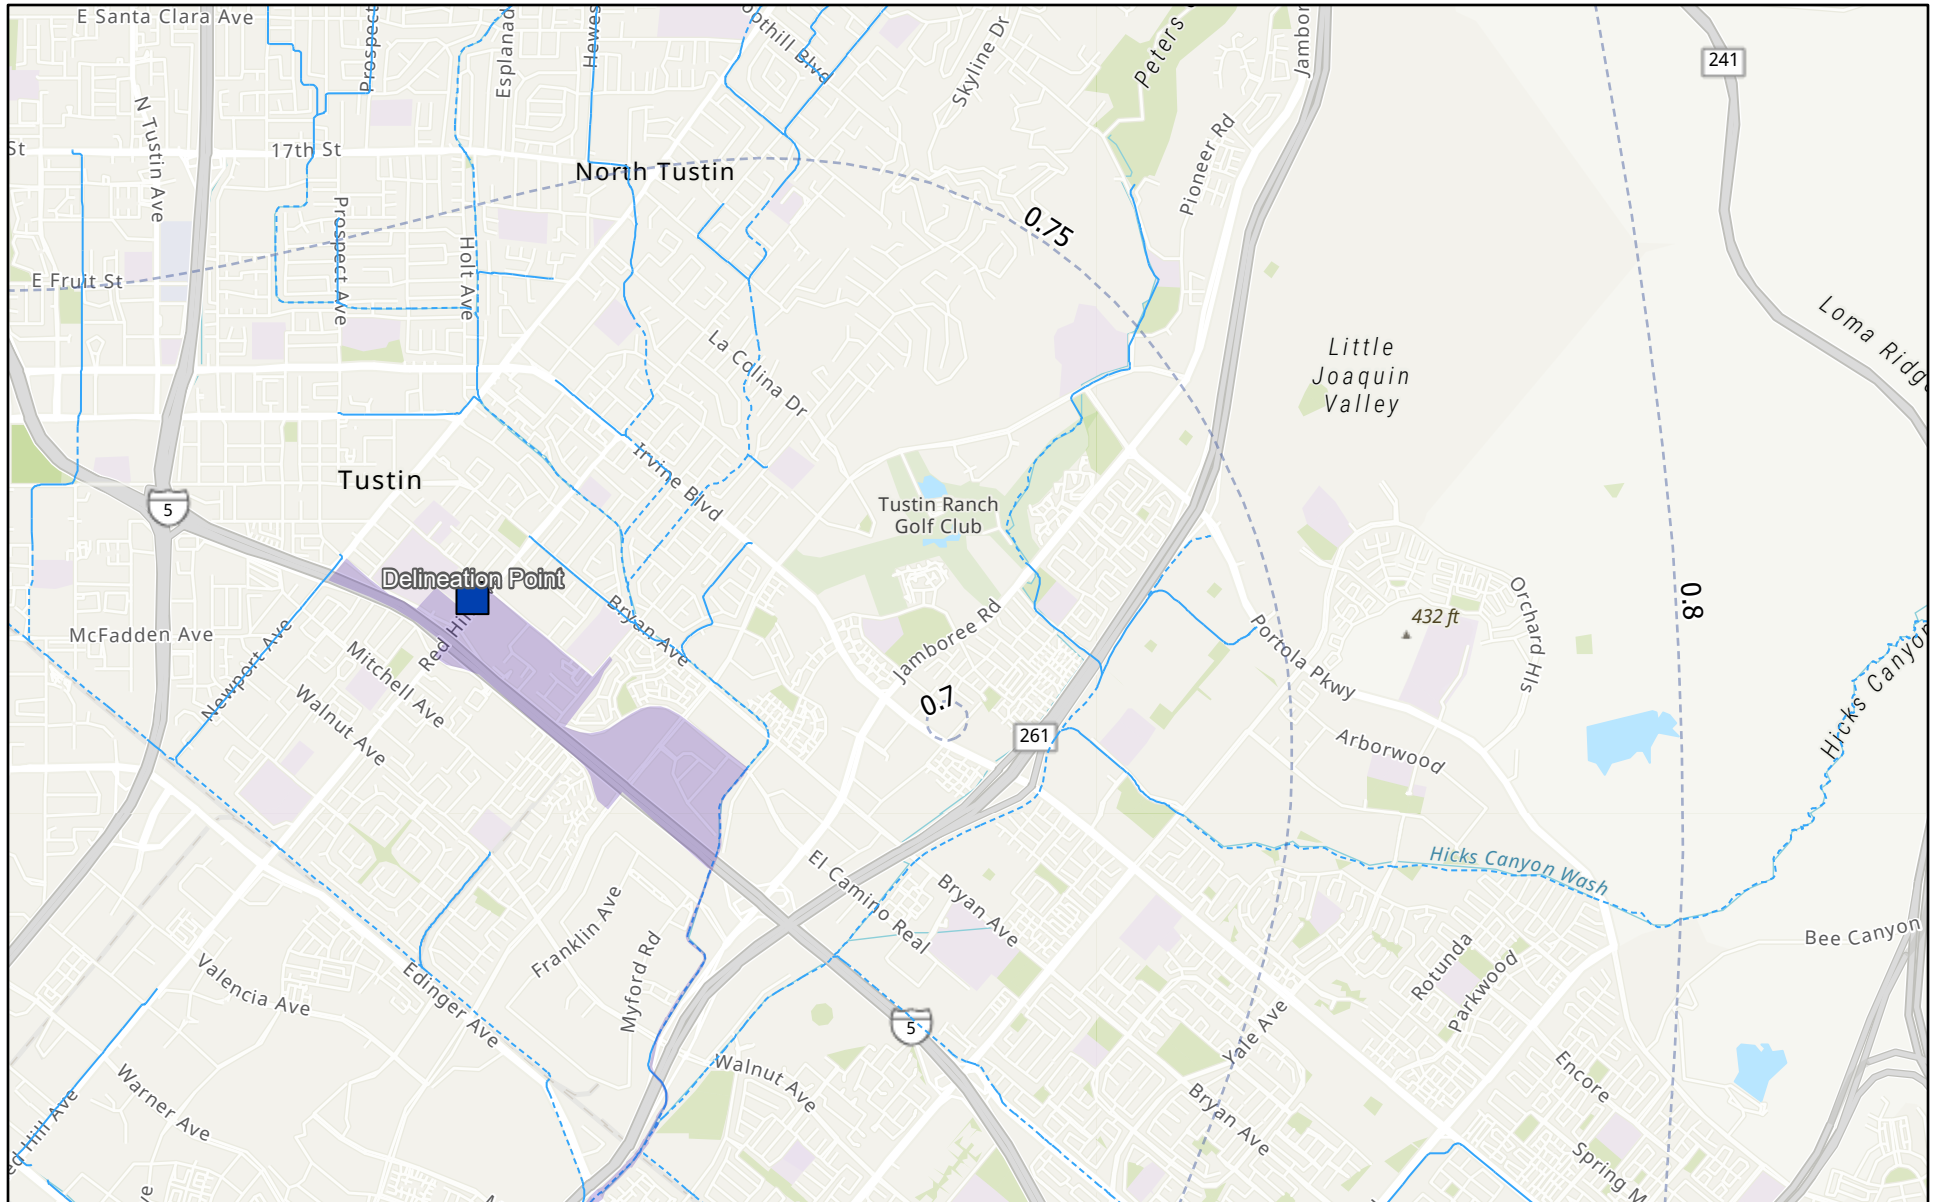 E Santa Clara Ave
Prospect
Esplanad
Hewes
oothill Blvd
Skyline Dr
Peters
Jambor
241
N Tustin Ave
St
17th St
North Tustin
Pioneer Rd
Prospect Ave
Holt Ave
0.75
E Fruit St
La Colina Dr
Little
Joaquin
Valley
Loma Ridge
Tustin
Irvine Blvd
Tustin Ranch
Golf Club
5
Delineation Point
Orchard Hls
0.8
432 ft
McFadden Ave
Newport Ave
Mitchell Ave
Red Hill
Bryan Ave
Jamboree Rd
Portola Pkwy
Hicks Canyon
Walnut Ave
0.7
261
Arborwood
El Camino Real
Hicks Canyon Wash
Bryan Ave
Franklin Ave
Myford Rd
Bee Canyon
Valencia Ave
Edinger Ave
Rotunda
Parkwood
5
Yale Ave
Walnut Ave
Encore
Warner Ave
Bryan Ave
Hill Ave
Spring M